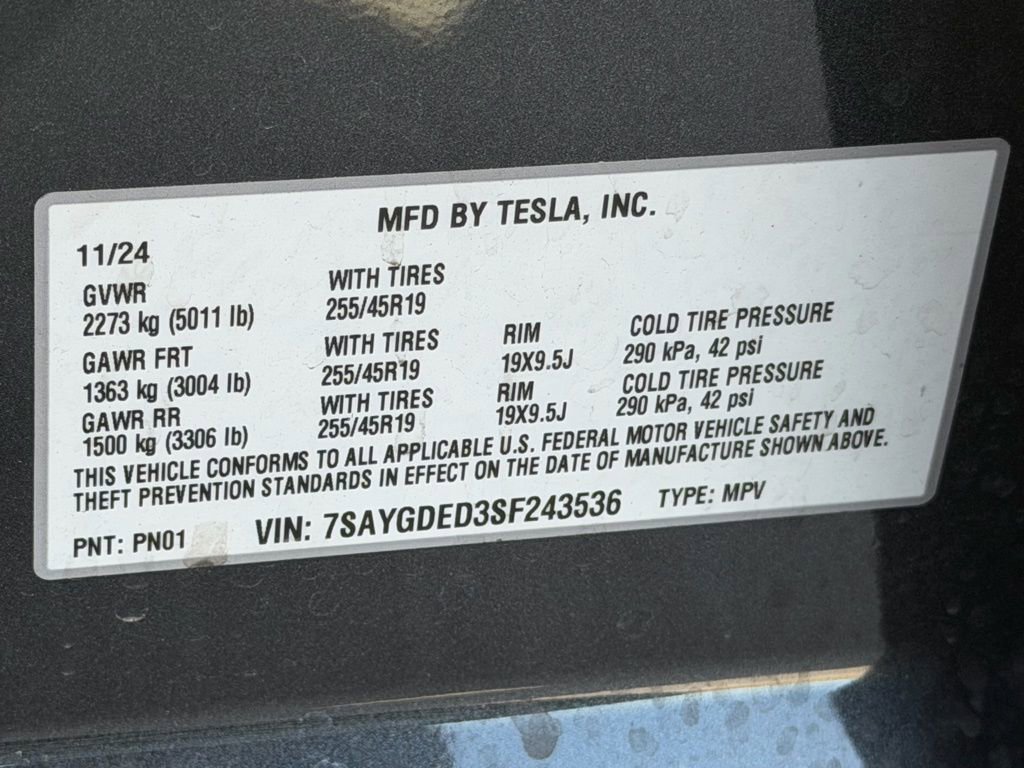 MFD BY TESLA, INC.
11/24
GVWR WITH TIRES
2273 kg (5011 lb) 255/45R19
GAWR FRT WITH TIRES RIM COLD TIRE PRESSURE
1363 kg (3004 lb) 255/45R19 19X9.5J 290 kPa, 42 psi
GAWR RR WITH TIRES RIM COLD TIRE PRESSURE
1500 kg (3306 lb) 255/45R19 19X9.5J 290 kPa, 42 psi
THIS VEHICLE CONFORMS TO ALL APPLICABLE U.S. FEDERAL MOTOR VEHICLE SAFETY AND
THEFT PREVENTION STANDARDS IN EFFECT ON THE DATE OF MANUFACTURE SHOWN ABOVE.
PNT: PN01 VIN: 7SAYGDED3SF243536 TYPE: MPV